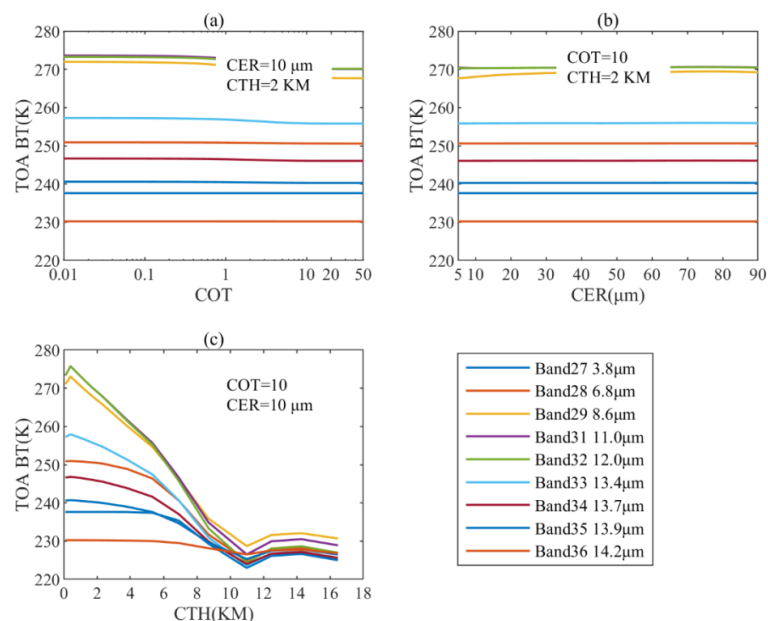 (a)
280
270
260
250
240
230
220
TOA BT(K)
CER=10 μm
CTH=2 KM
0.01
0.1
1
10
20
50
COT
(b)
280
270
260
250
240
230
220
TOA BT(K)
COT=10
CTH=2 KM
5 10
20
30
40
50
60
70
80
90
CER(μm)
(c)
280
270
260
250
240
230
220
TOA BT(K)
COT=10
CER=10 μm
0
2
4
6
8
10
12
14
16
18
CTH(KM)
Band27 3.8μm
Band28 6.8μm
Band29 8.6μm
Band31 11.0μm
Band32 12.0μm
Band33 13.4μm
Band34 13.7μm
Band35 13.9μm
Band36 14.2μm